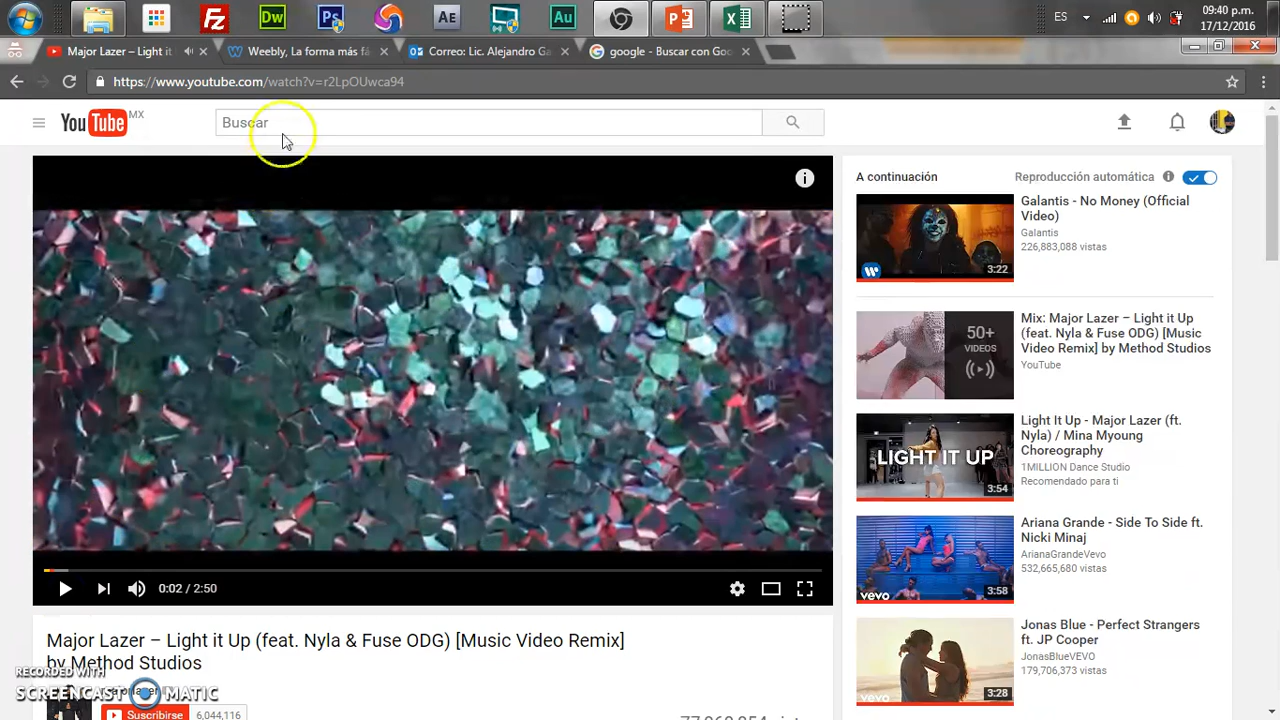 Dw
Ps
Ae
Au
ES
09:40 p. m.
17/12/2016
Major Lazer – Light it
Weebly, La forma más fá
Correo: Lic. Alejandro Ga
google - Buscar con Goo
https://www.youtube.com/watch?v=r2LpOUwca94
YouTube MX
Buscar
A continuación
Reproducción automática
Galantis - No Money (Official
Video)
Galantis
226,883,088 vistas
3:22
Mix: Major Lazer – Light it Up
(feat. Nyla & Fuse ODG) [Music
Video Remix] by Method Studios
YouTube
50+
VIDEOS
Light It Up - Major Lazer (ft.
Nyla) / Mina Myoung
Choreography
1MILLION Dance Studio
Recomendado para ti
LIGHT IT UP
3:54
Ariana Grande - Side To Side ft.
Nicki Minaj
ArianaGrandeVevo
532,665,680 vistas
vevo
3:58
Jonas Blue - Perfect Strangers
ft. JP Cooper
JonasBlueVEVO
179,706,373 vistas
vevo
3:28
0:02 / 2:50
Major Lazer – Light it Up (feat. Nyla & Fuse ODG) [Music Video Remix]
by Method Studios
RECORDED WITH
SCREENCAST MATIC
Suscribirse
6,044,116